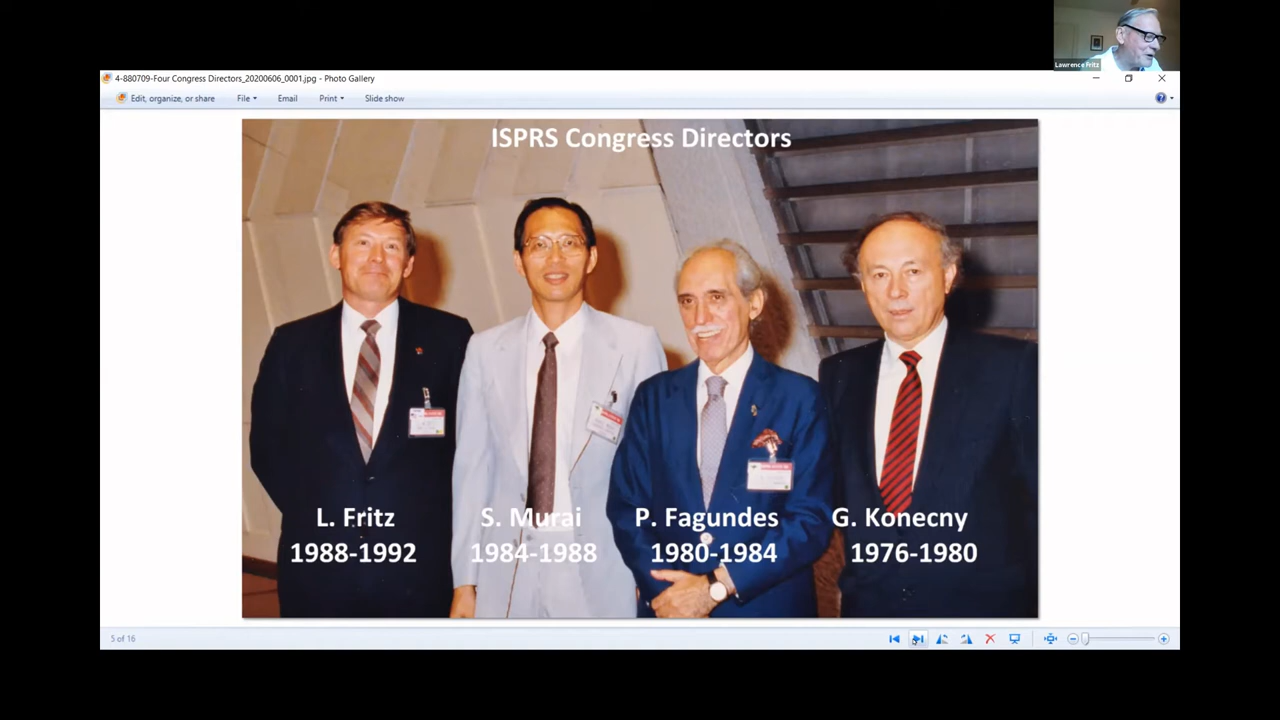 Lawrence Fritz
4-880709-Four Congress Directors_20200606_0001.jpg - Photo Gallery
Edit, organize, or share File Email Print Slide show
ISPRS Congress Directors
L. Fritz S. Murai P. Fagundes G. Konecny
1988-1992 1984-1988 1980-1984 1976-1980
5 of 16